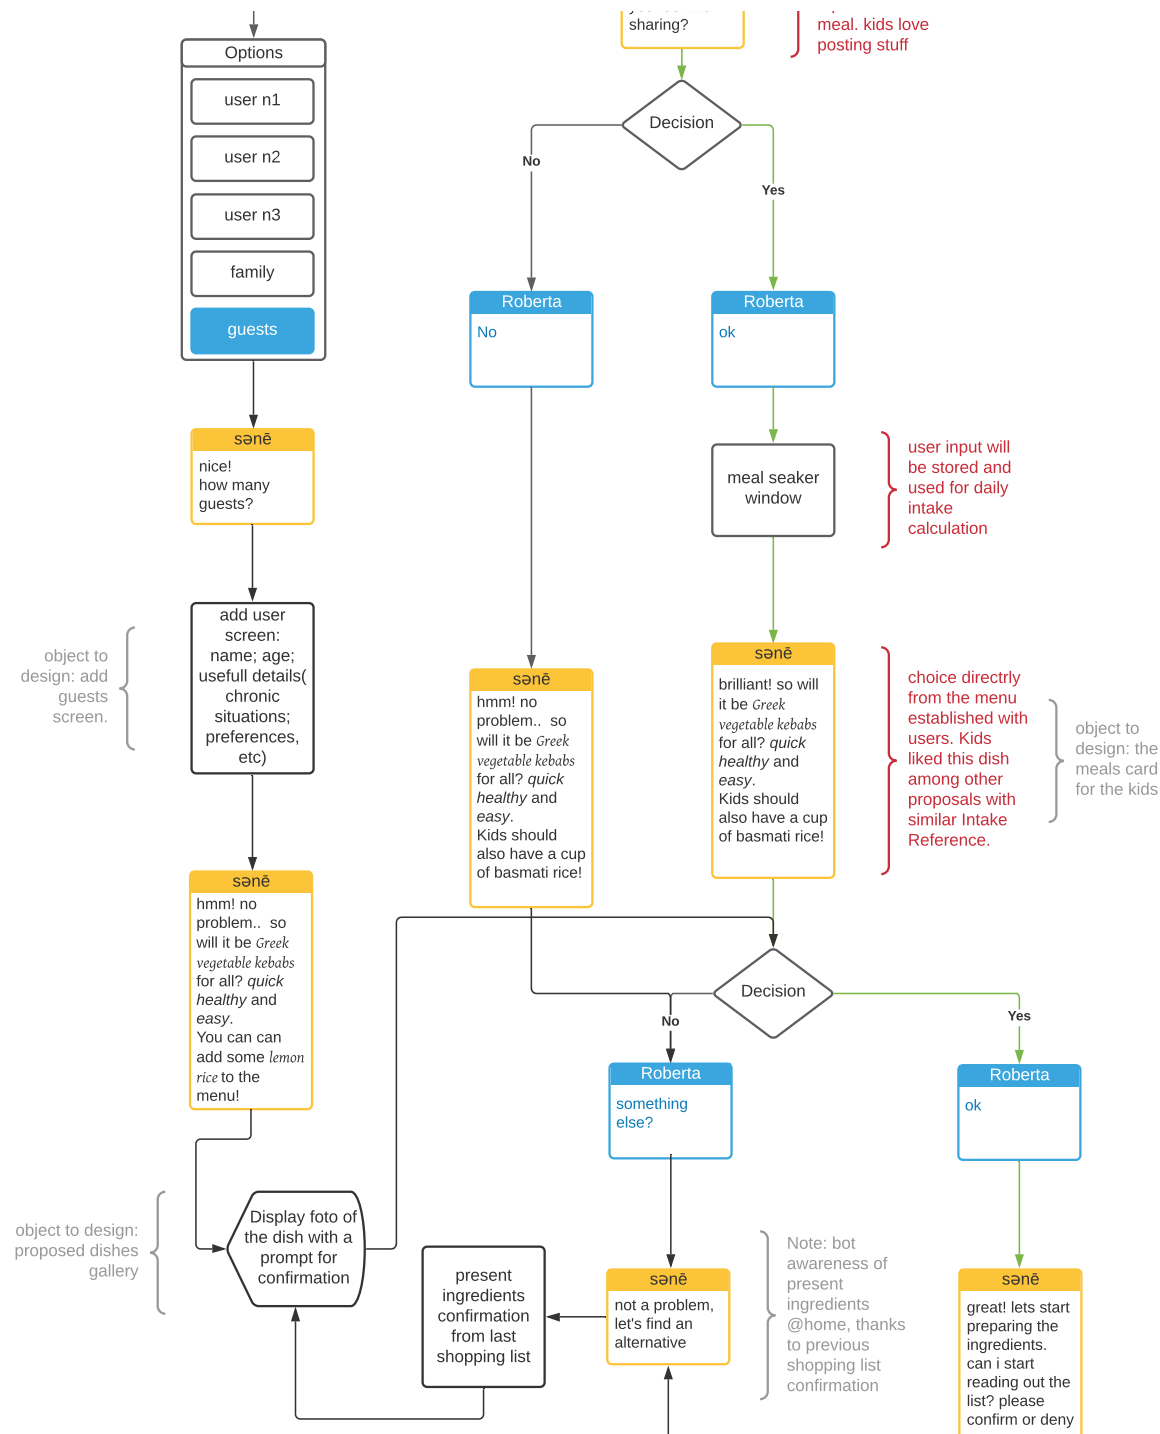 Options
user n1
user n2
user n3
family
guests
sənē
nice!
how many
guests?
object to
design: add
guests
screen.
add user
screen:
name; age;
usefull details(
chronic
situations;
preferences,
etc)
sənē
hmm! no
problem.. so
will it be Greek
vegetable kebabs
for all? quick
healthy and
easy.
You can can
add some lemon
rice to the
menu!
object to design:
proposed dishes
gallery
Display foto of
the dish with a
prompt for
confirmation
sharing?
meal. kids love
posting stuff
Decision
No
Yes
Roberta
No
Roberta
ok
meal seaker
window
user input will
be stored and
used for daily
intake
calculation
sənē
hmm! no
problem.. so
will it be Greek
vegetable kebabs
for all? quick
healthy and
easy.
Kids should
also have a cup
of basmati rice!
sənē
brilliant! so will
it be Greek
vegetable kebabs
for all? quick
healthy and
easy.
Kids should
also have a cup
of basmati rice!
choice directrly
from the menu
established with
users. Kids
liked this dish
among other
proposals with
similar Intake
Reference.
object to
design: the
meals card
for the kids
Decision
No
Yes
Roberta
something
else?
Roberta
ok
present
ingredients
confirmation
from last
shopping list
sənē
not a problem,
let's find an
alternative
Note: bot
awareness of
present
ingredients
@home, thanks
to previous
shopping list
confirmation
sənē
great! lets start
preparing the
ingredients.
can i start
reading out the
list? please
confirm or deny